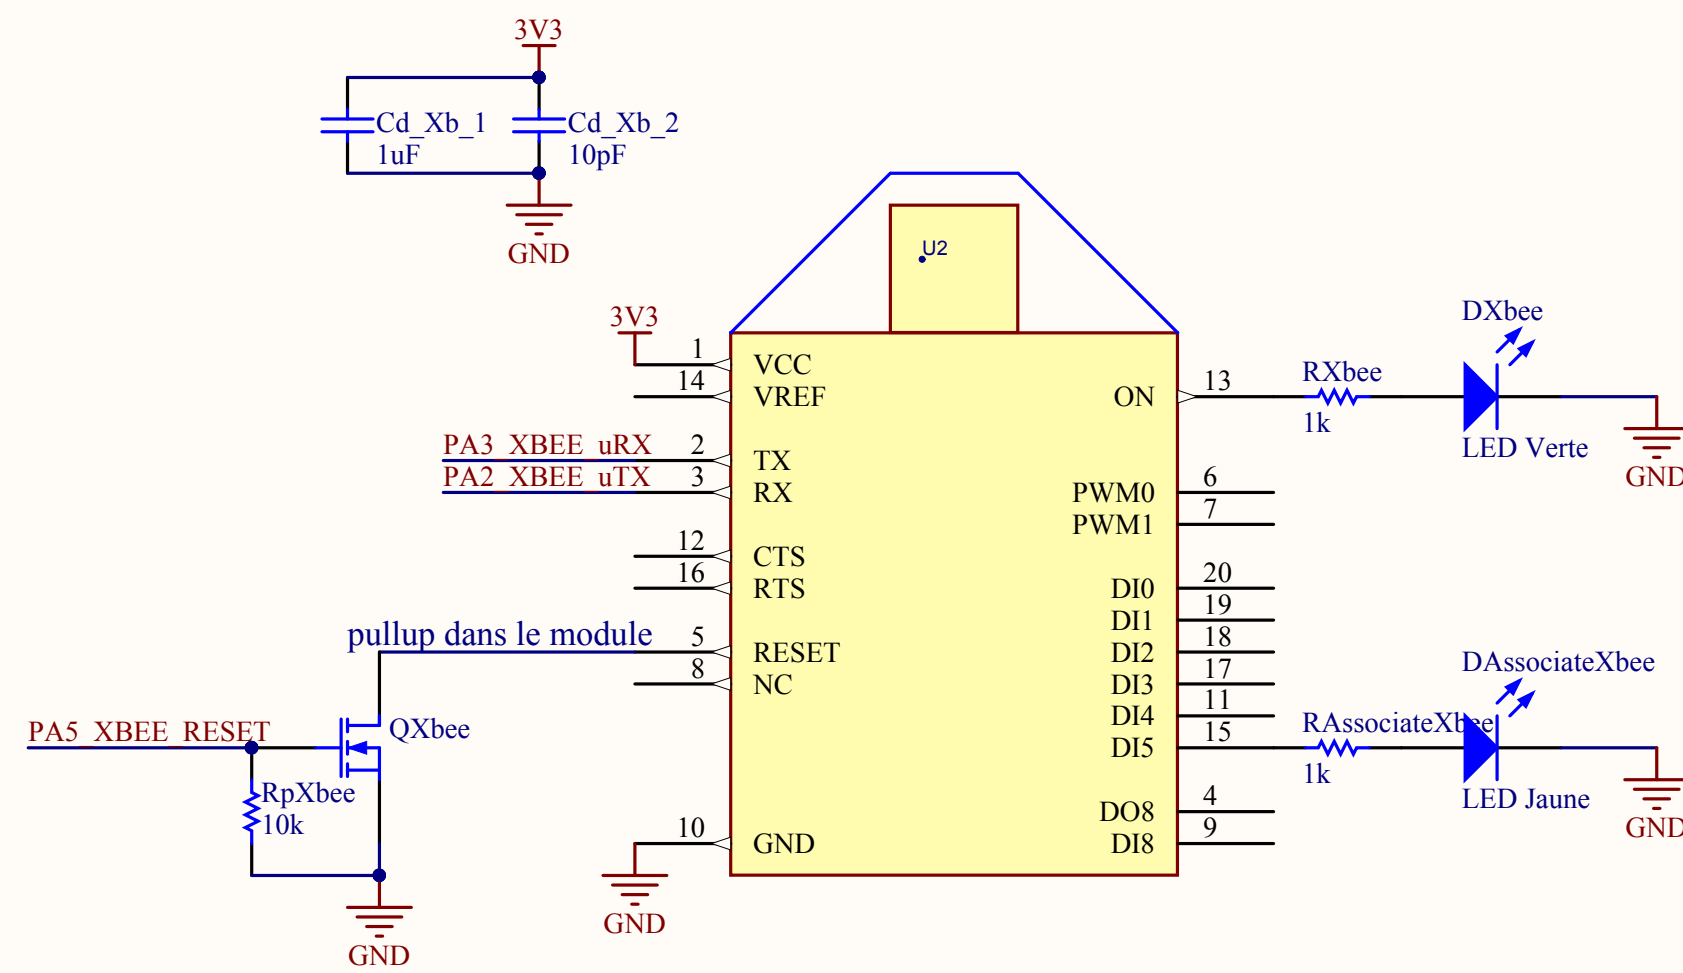 3V3
Cd_Xb_1
1uF
Cd_Xb_2
10pF
GND
U2
3V3
1
VCC
14
VREF
PA3_XBEE_uRX
2
TX
PA2_XBEE_uTX
3
RX
12
CTS
16
RTS
pullup dans le module
5
RESET
8
NC
PA5_XBEE_RESET
QXbee
RpXbee
10k
GND
10
GND
GND
ON
13
RXbee
1k
DXbee
LED Verte
GND
PWM0
6
PWM1
7
DI0
20
DI1
19
DI2
18
DI3
17
DI4
11
DI5
15
RAssociateXbee
1k
DAssociateXbee
LED Jaune
GND
DO8
4
DI8
9